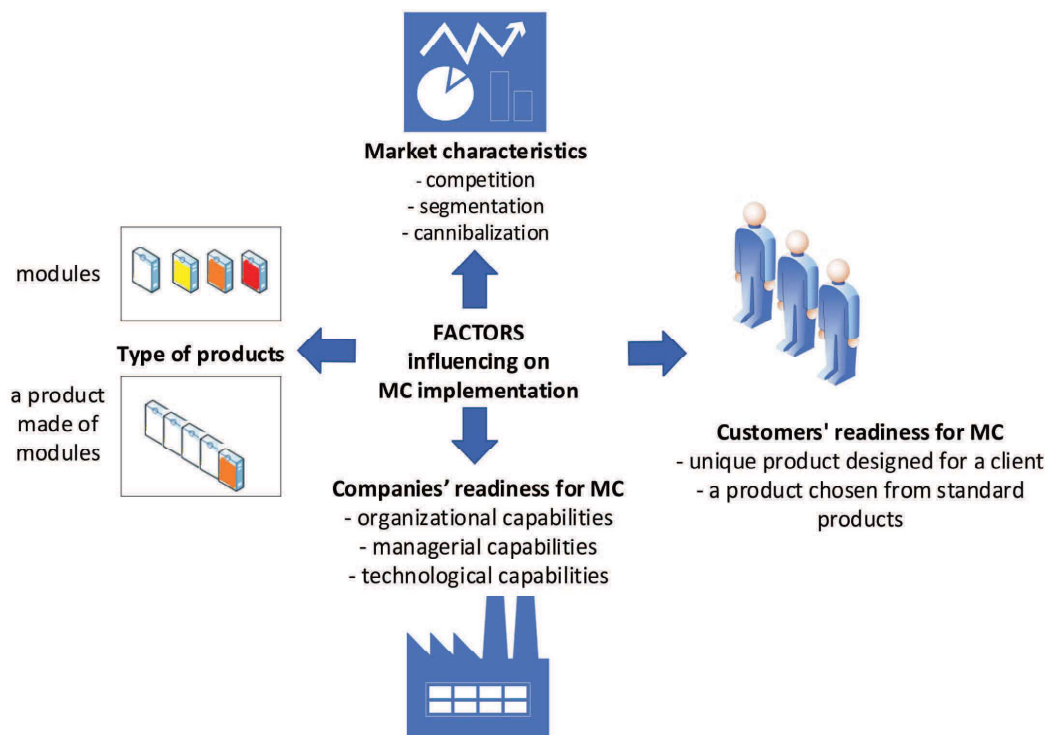 Market characteristics
- competition
- segmentation
- cannibalization
modules
Type of products
a product
made of
modules
FACTORS
influencing on
MC implementation
Customers' readiness for MC
- unique product designed for a client
- a product chosen from standard
products
Companies’ readiness for MC
- organizational capabilities
- managerial capabilities
- technological capabilities